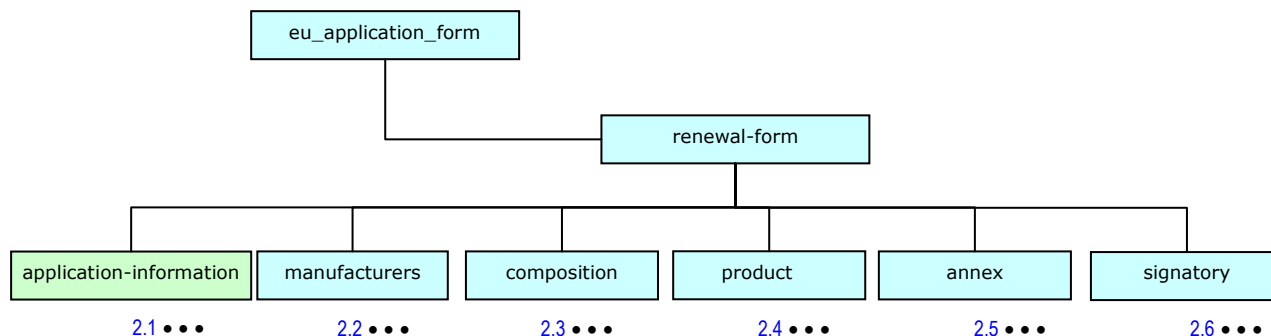 eu_application_form
renewal-form
application-information manufacturers composition product annex signatory
2.1 ●●● 2.2 ●●● 2.3 ●●● 2.4 ●●● 2.5 ●●● 2.6 ●●●